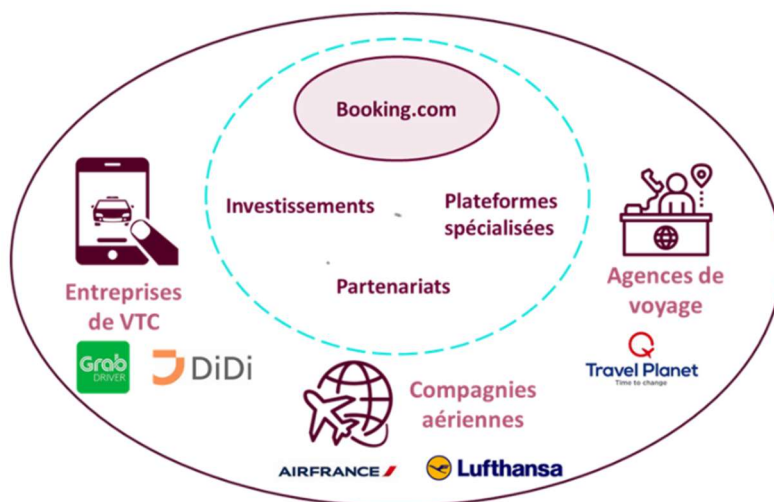 Booking.com
Investissements
Plateformes
spécialisées
Partenariats
Entreprises
de VTC
Grab
DRIVER
DiDi
Compagnies
aériennes
AIRFRANCE
Lufthansa
Agences de
voyage
Travel Planet
Time to change